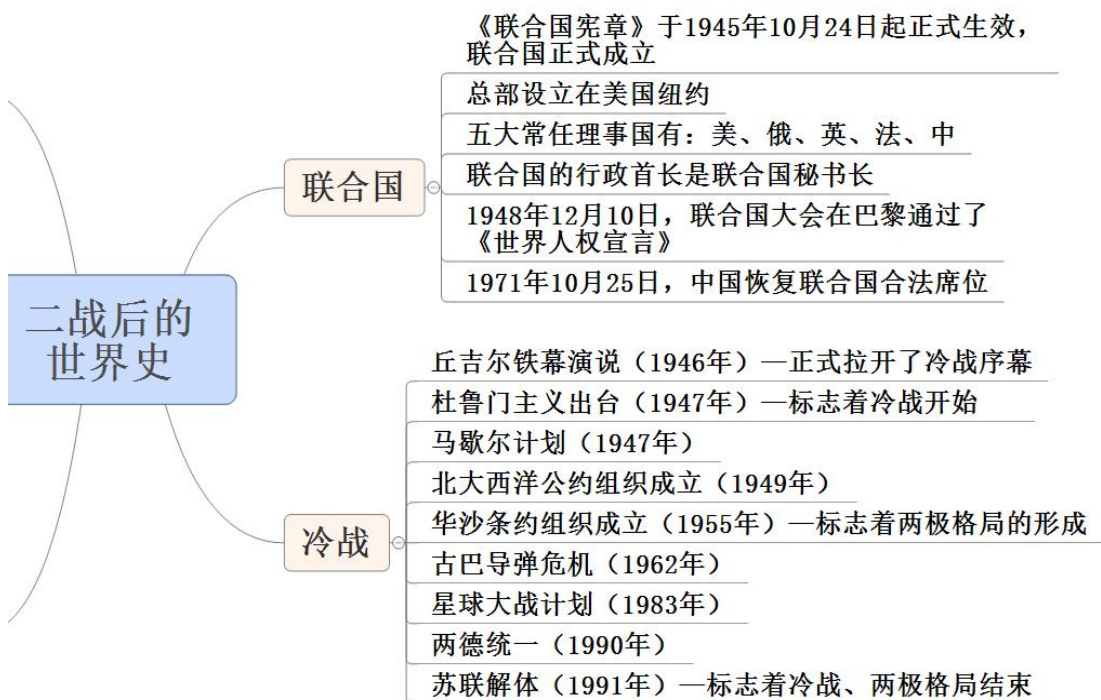 《联合国宪章》于1945年10月24日起正式生效，
联合国正式成立
总部设立在美国纽约
五大常任理事国有：美、俄、英、法、中
联合国
联合国的行政首长是联合国秘书长
1948年12月10日，联合国大会在巴黎通过了
《世界人权宣言》
1971年10月25日，中国恢复联合国合法席位
二战后的
世界史
丘吉尔铁幕演说（1946年）—正式拉开了冷战序幕
杜鲁门主义出台（1947年）—标志着冷战开始
马歇尔计划（1947年）
北大西洋公约组织成立（1949年）
华沙条约组织成立（1955年）—标志着两极格局的形成
冷战
古巴导弹危机（1962年）
星球大战计划（1983年）
两德统一（1990年）
苏联解体（1991年）—标志着冷战、两极格局结束